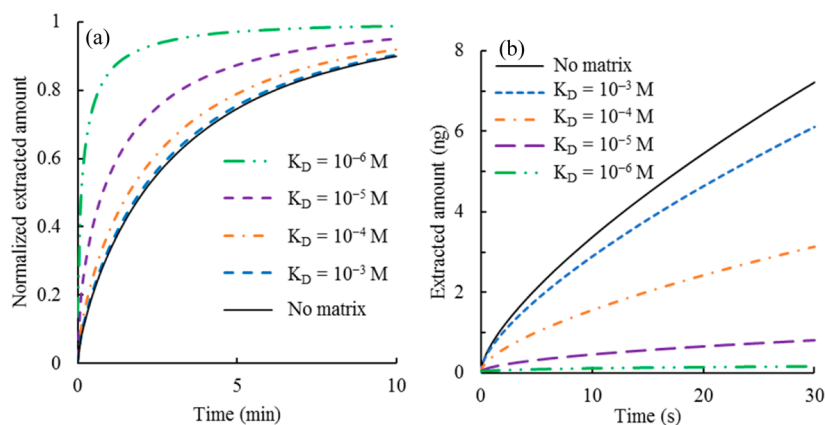 (a)
Normalized extracted amount
1
0.8
0.6
0.4
0.2
0
K_D = 10⁻⁶ M
K_D = 10⁻⁵ M
K_D = 10⁻⁴ M
K_D = 10⁻³ M
No matrix
0
5
10
Time (min)
(b)
Extracted amount (ng)
8
6
4
2
0
No matrix
K_D = 10⁻³ M
K_D = 10⁻⁴ M
K_D = 10⁻⁵ M
K_D = 10⁻⁶ M
0
10
20
30
Time (s)